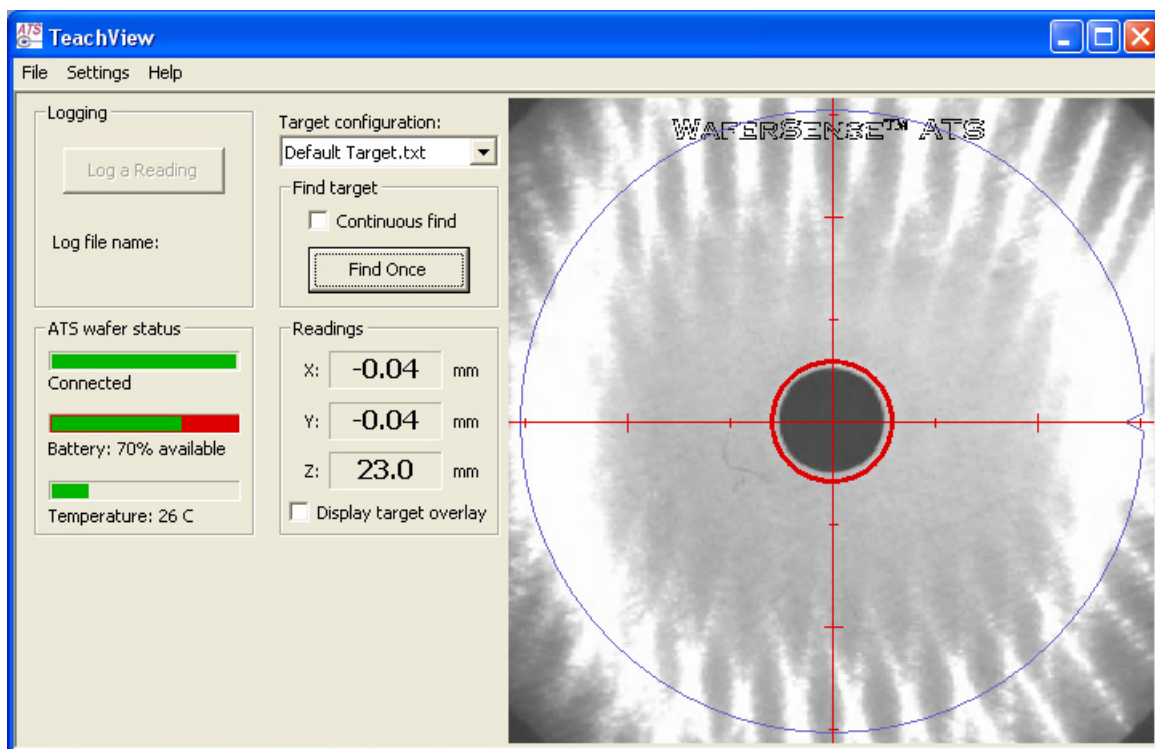 ATS TeachView
File Settings Help
Logging
Log a Reading
Log file name:
Target configuration:
Default Target.txt
Find target
Continuous find
Find Once
ATS wafer status
Connected
Battery: 70% available
Temperature: 26 C
Readings
X: -0.04 mm
Y: -0.04 mm
Z: 23.0 mm
Display target overlay
WAFERSENSE™ ATS